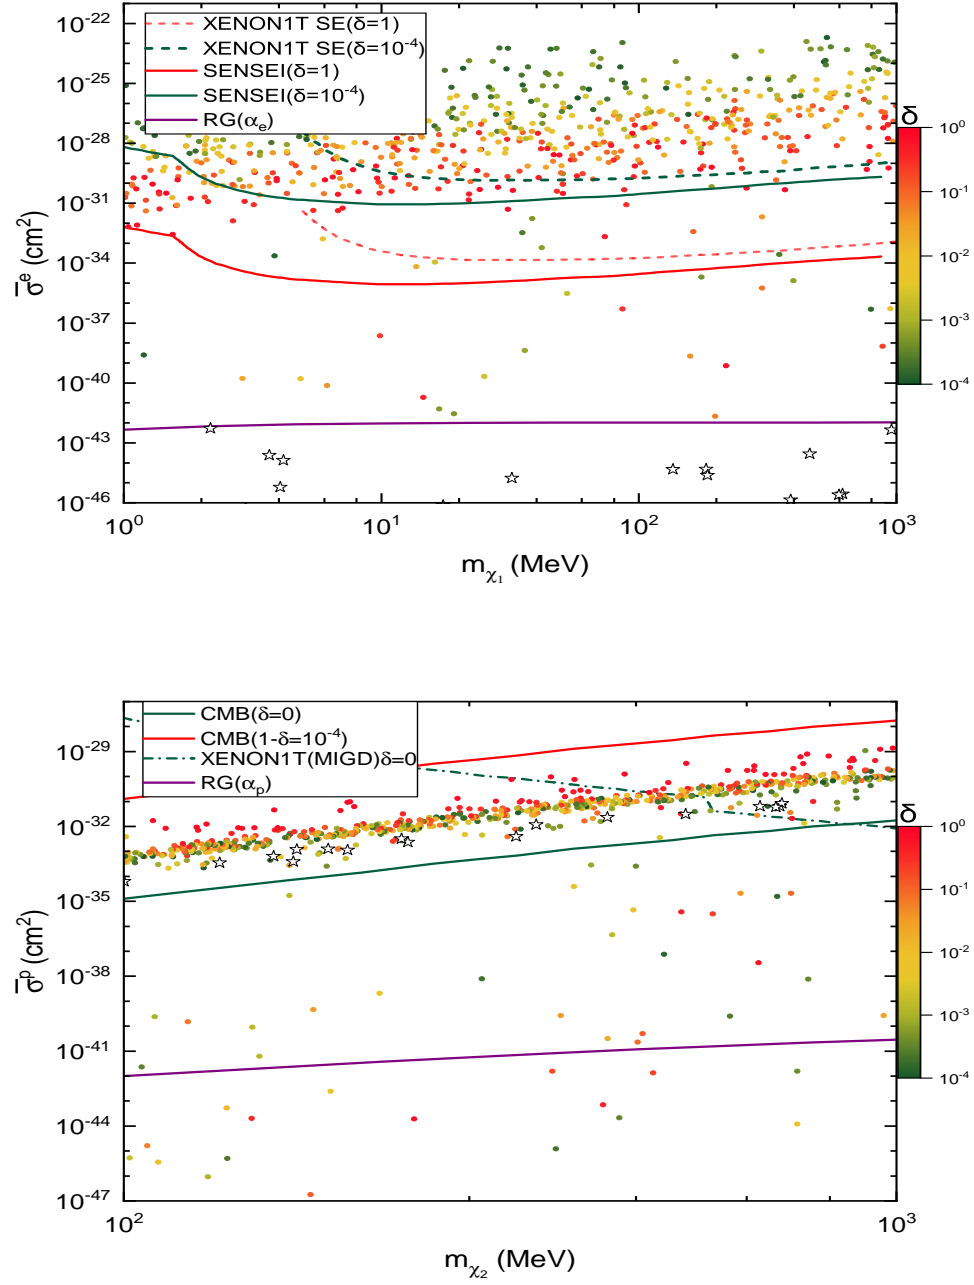 10⁻²²
10⁻²⁵
10⁻²⁸
10⁻³¹
10⁻³⁴
10⁻³⁷
10⁻⁴⁰
10⁻⁴³
10⁻⁴⁶
σ̅ᵉ (cm²)
XENON1T SE(δ=1)
XENON1T SE(δ=10⁻⁴)
SENSEI(δ=1)
SENSEI(δ=10⁻⁴)
RG(αₑ)
δ
10⁰
10⁻¹
10⁻²
10⁻³
10⁻⁴
10⁰ 10¹ 10² 10³
m_χ₁ (MeV)
10⁻²⁹
10⁻³²
10⁻³⁵
10⁻³⁸
10⁻⁴¹
10⁻⁴⁴
10⁻⁴⁷
σ̅ᵖ (cm²)
CMB(δ=0)
CMB(1-δ=10⁻⁴)
XENON1T(MIGD)δ=0
RG(αₚ)
δ
10⁰
10⁻¹
10⁻²
10⁻³
10⁻⁴
10² 10³
m_χ₂ (MeV)